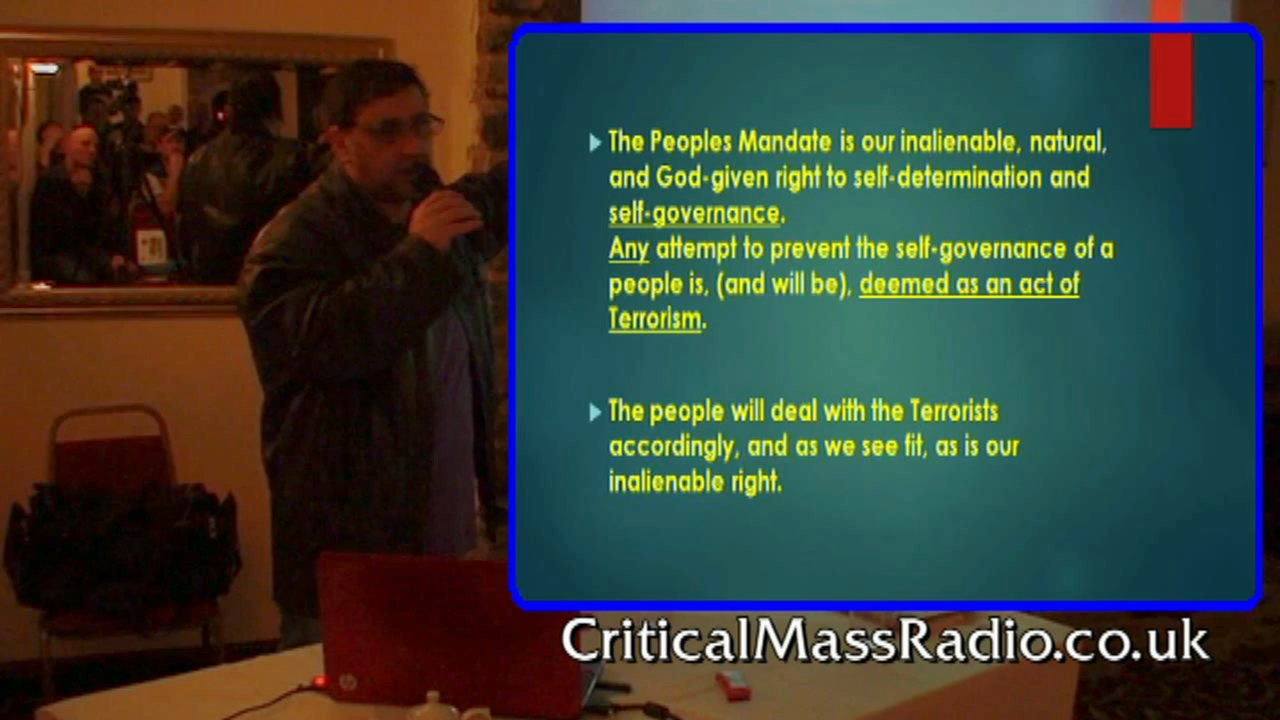 The Peoples Mandate is our inalienable, natural,
and God-given right to self-determination and
self-governance.
Any attempt to prevent the self-governance of a
people is, (and will be), deemed as an act of
Terrorism.
The people will deal with the Terrorists
accordingly, and as we see fit, as is our
inalienable right.
CriticalMassRadio.co.uk